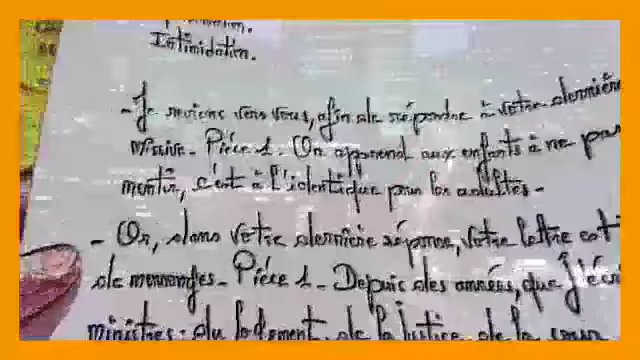 Intimidation.
- Je reviens vers vous, afin de répondre à votre dernière
missive. Pièce 1. On apprend aux enfants à ne pas
mentir, c'est à l'identique pour les adultes -
- Or, dans votre dernière réponse, votre lettre est
de mensonges - Pièce 1 - Depuis des années, que j'écri
ministres : du logement, de la justice, de la cour